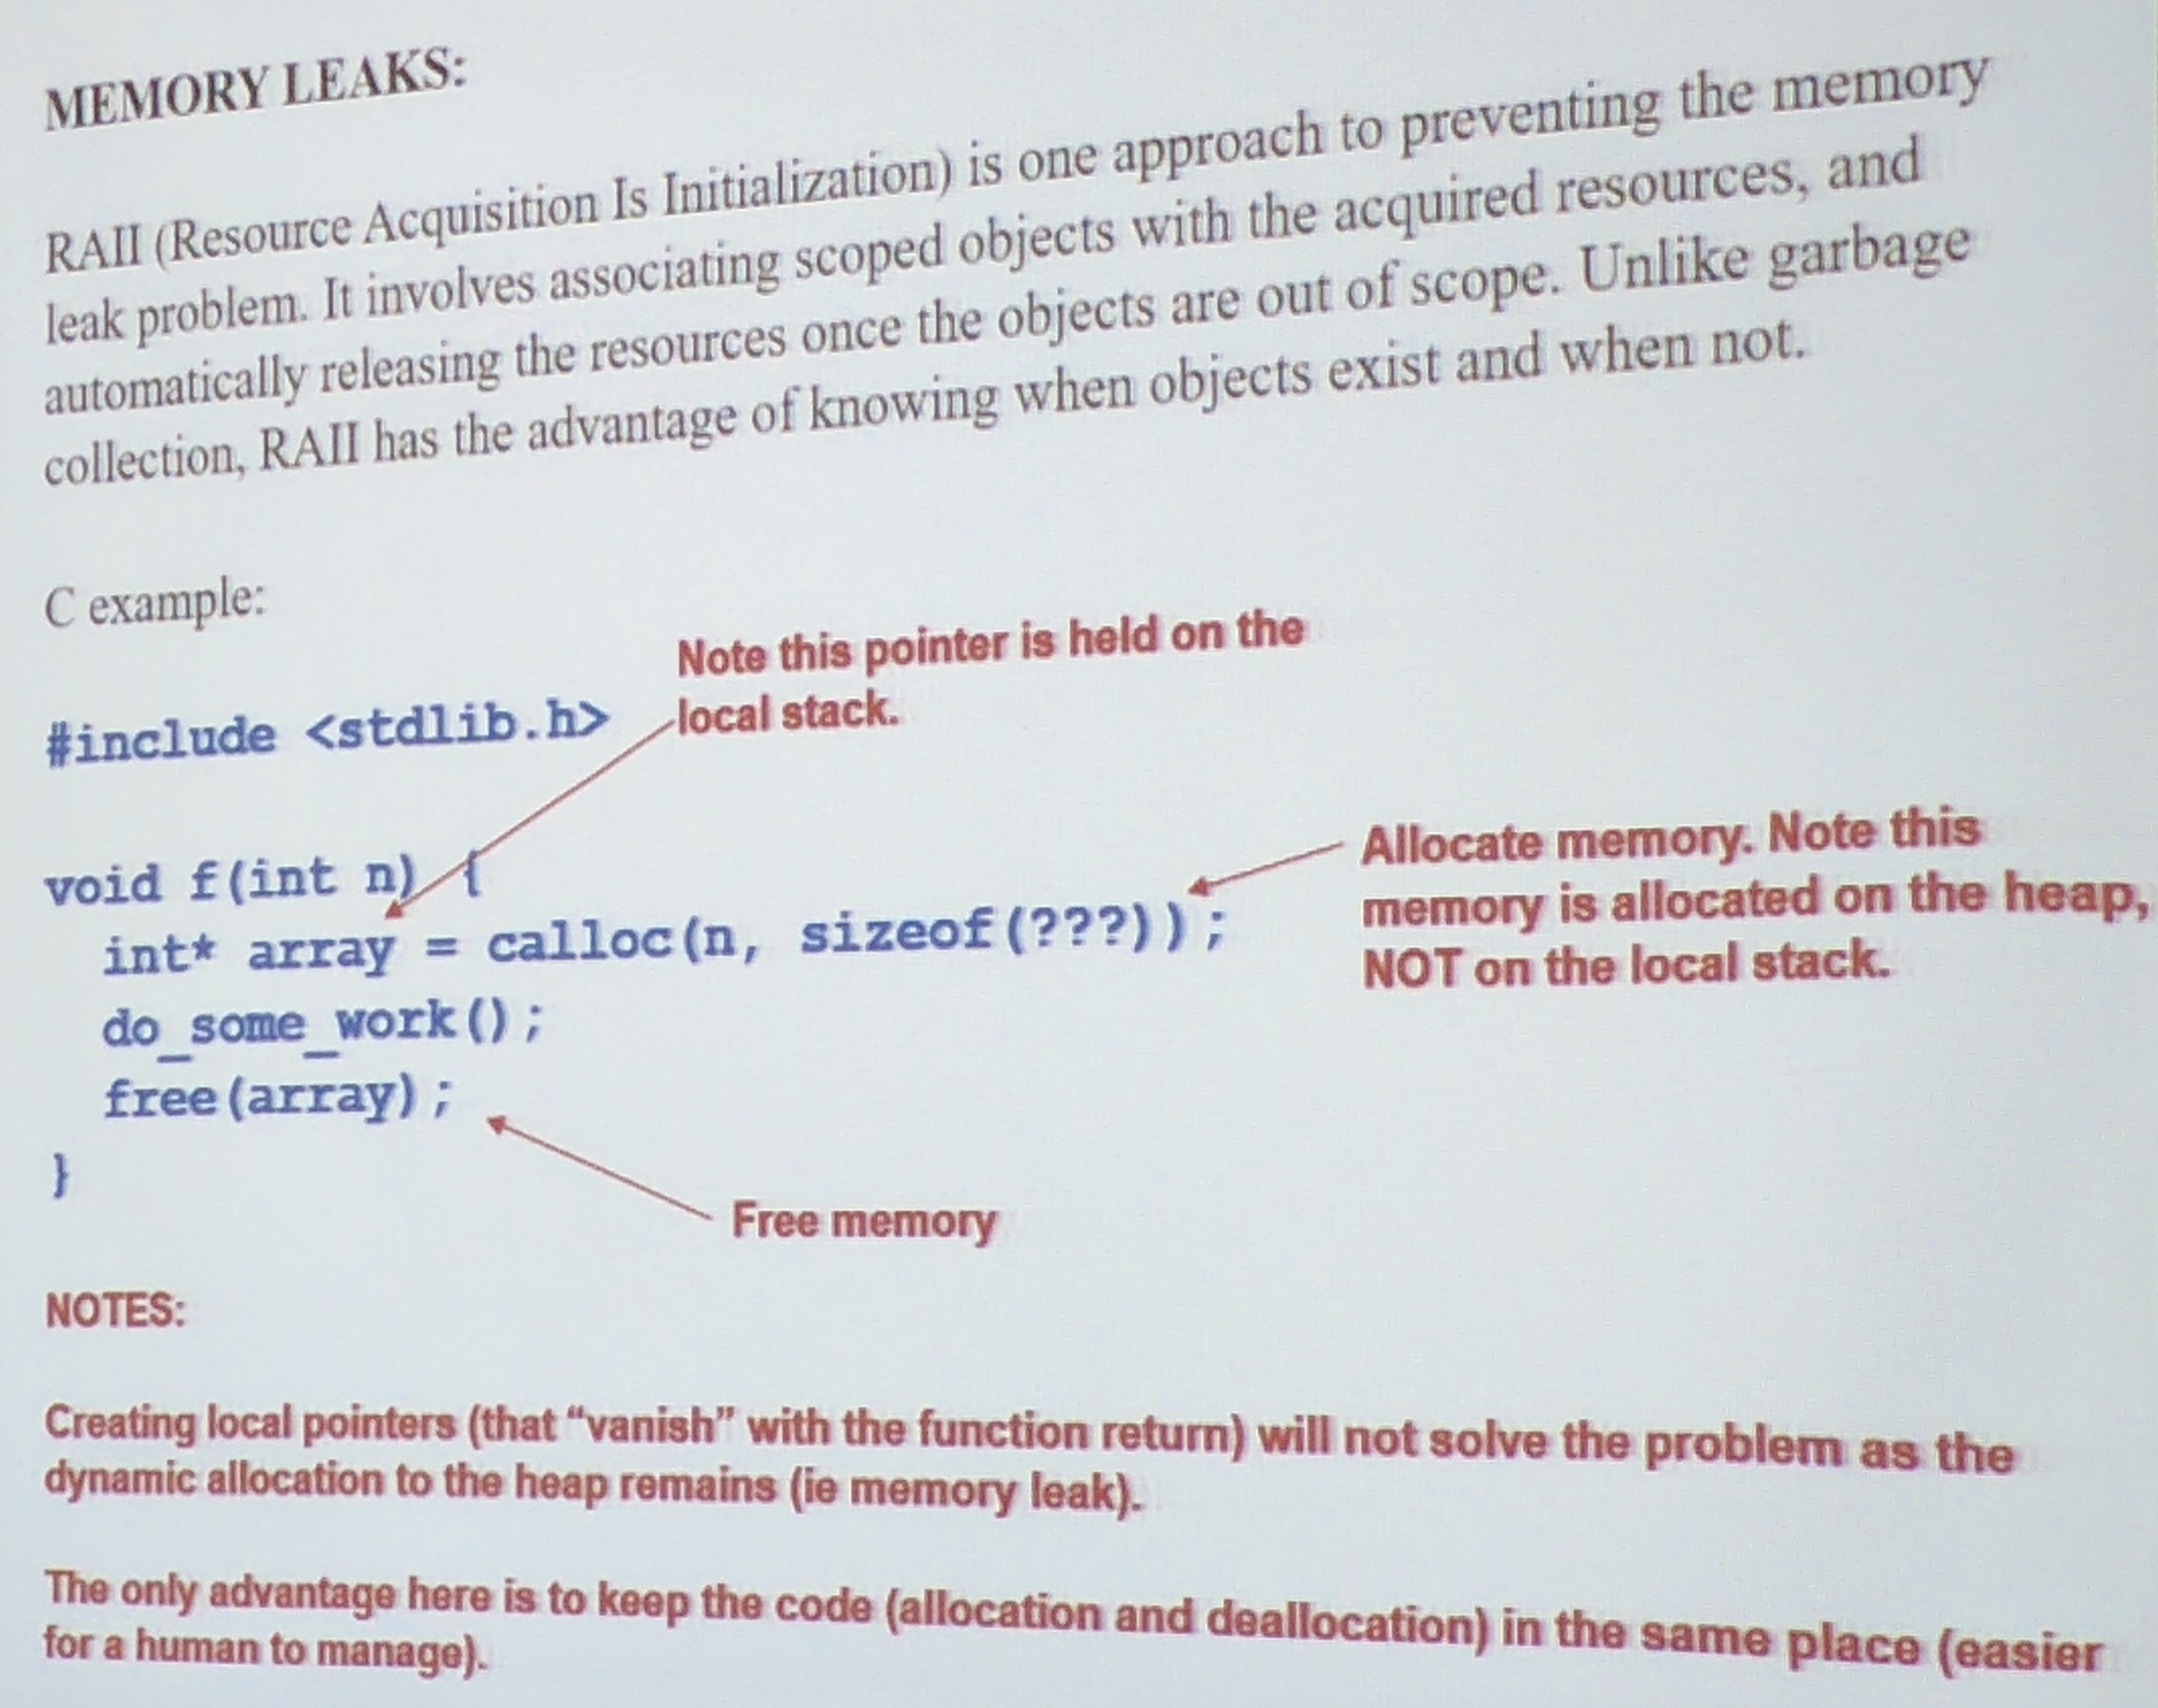 MEMORY LEAKS:
RAII (Resource Acquisition Is Initialization) is one approach to preventing the memory
leak problem. It involves associating scoped objects with the acquired resources, and
automatically releasing the resources once the objects are out of scope. Unlike garbage
collection, RAII has the advantage of knowing when objects exist and when not.
C example:
Note this pointer is held on the
local stack.
#include <stdlib.h>
void f(int n) {
Allocate memory. Note this
memory is allocated on the heap,
NOT on the local stack.
int* array = calloc(n, sizeof(???));
do_some_work();
free(array);
}
Free memory
NOTES:
Creating local pointers (that “vanish” with the function return) will not solve the problem as the
dynamic allocation to the heap remains (ie memory leak).
The only advantage here is to keep the code (allocation and deallocation) in the same place (easier
for a human to manage).